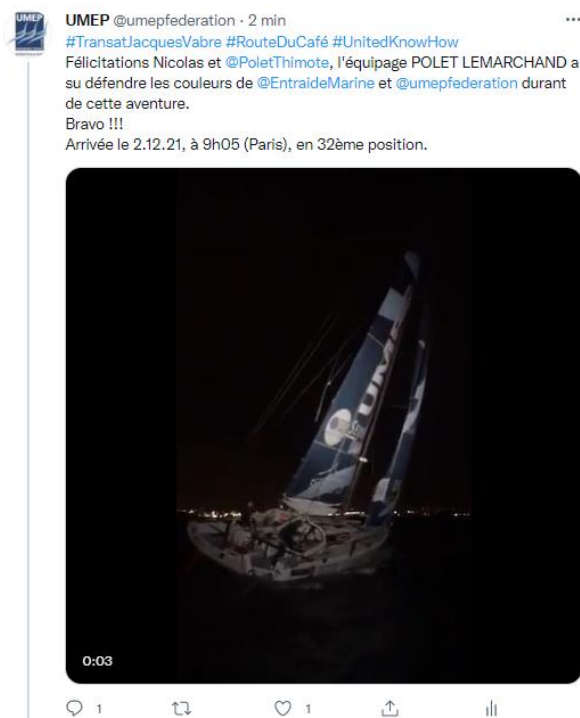 UMEP
UMEP @umepfederation · 2 min
#TransatJacquesVabre #RouteDuCafé #UnitedKnowHow
Félicitations Nicolas et @PoletThimote, l'équipage POLET LEMARCHAND a
su défendre les couleurs de @EntraideMarine et @umepfederation durant
de cette aventure.
Bravo !!!
Arrivée le 2.12.21, à 9h05 (Paris), en 32ème position.
0:03
1
1